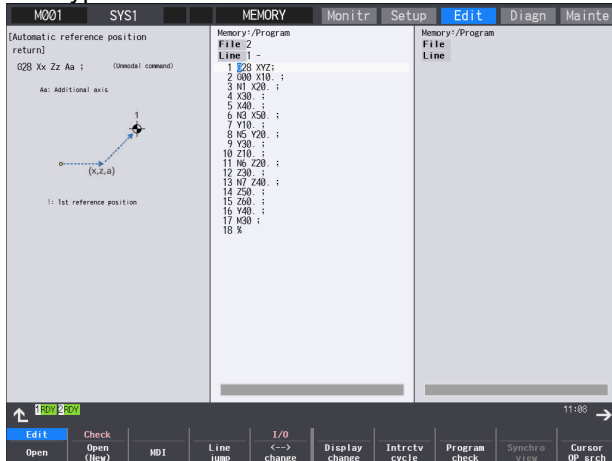 M001 SYS1 MEMORY Monitr Setup Edit Diagn Mainte
[Automatic reference position
return]
G28 Xx Zz Aa ; (Unmodal command)
Aa: Additional axis
1
(x,z,a)
1: 1st reference position
Memory:/Program
File 2
Line 1 -
1 G28 XYZ;
2 G00 X10. ;
3 N1 X20. ;
4 X30. ;
5 X40. ;
6 N3 X50. ;
7 Y10. ;
8 N5 Y20. ;
9 Y30. ;
10 Z10. ;
11 N6 Z20. ;
12 Z30. ;
13 N7 Z40. ;
14 Z50. ;
15 Z60. ;
16 Y40. ;
17 M30 ;
18 %
Memory:/Program
File
Line
1RDY 2RDY 11:08
Edit Check I/O
Open
Open
(New)
MDI
Line
jump
<-->
change
Display
change
Intrctv
cycle
Program
check
Synchro
view
Cursor
OP srch